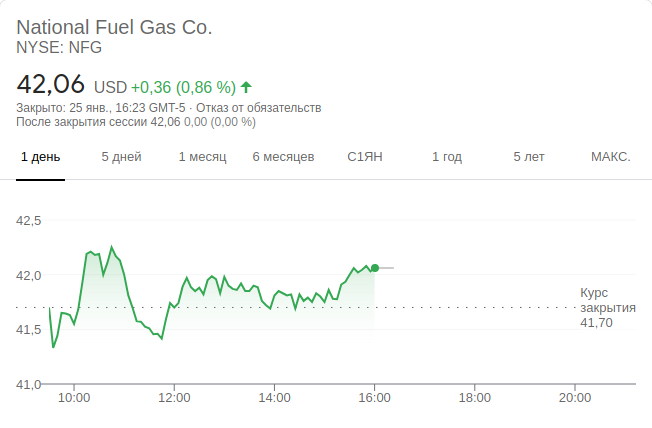 National Fuel Gas Co.
NYSE: NFG
42,06 USD +0,36 (0,86 %)
Закрыто: 25 янв., 16:23 GMT-5 · Отказ от обязательств
После закрытия сессии 42,06 0,00 (0,00 %)
1 день 5 дней 1 месяц 6 месяцев С1ЯН 1 год 5 лет МАКС.
42,5
42,0
Курс
закрытия
41,70
41,5
41,0
10:00 12:00 14:00 16:00 18:00 20:00